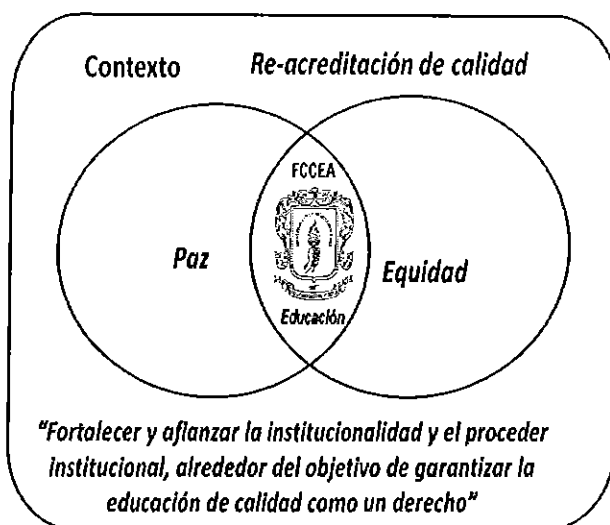 Contexto
Re-acreditación de calidad
FCCEA
Paz
Equidad
Educación
"Fortalecer y afianzar la institucionalidad y el proceder
institucional, alrededor del objetivo de garantizar la
educación de calidad como un derecho"